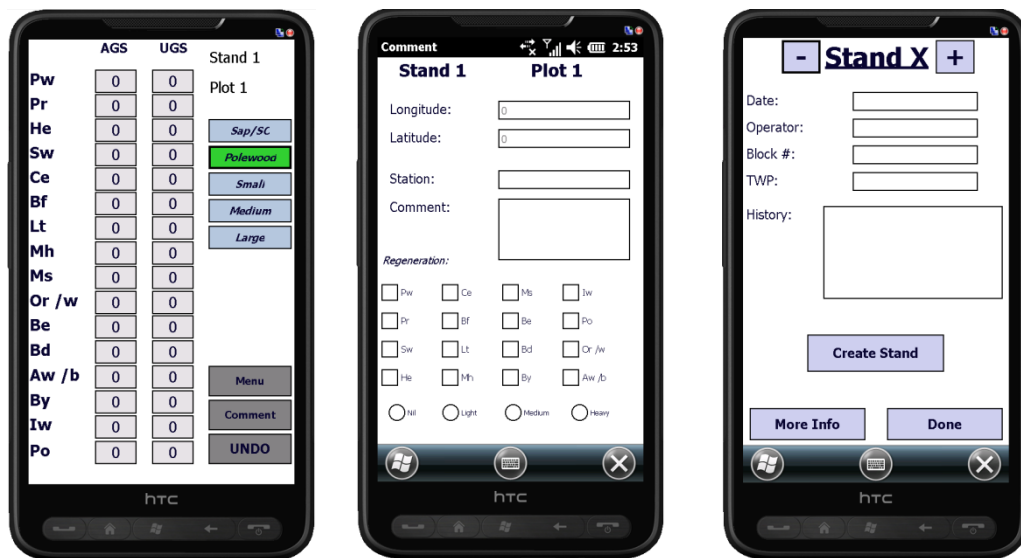 AGS UGS
Stand 1
Plot 1
Pw 0 0
Pr 0 0
He 0 0
Sw 0 0
Ce 0 0
Bf 0 0
Lt 0 0
Mh 0 0
Ms 0 0
Or /w 0 0
Be 0 0
Bd 0 0
Aw /b 0 0
By 0 0
Iw 0 0
Po 0 0
Sap/SC
Polewood
Small
Medium
Large
Menu
Comment
UNDO
hTC
Comment 2:53
Stand 1 Plot 1
Longitude: 0
Latitude: 0
Station:
Comment:
Regeneration:
Pw Ce Ms Iw
Pr Bf Be Po
Sw Lt Bd Or /w
He Mh By Aw /b
Nil Light Medium Heavy
hTC
- Stand X +
Date:
Operator:
Block #:
TWP:
History:
Create Stand
More Info Done
hTC